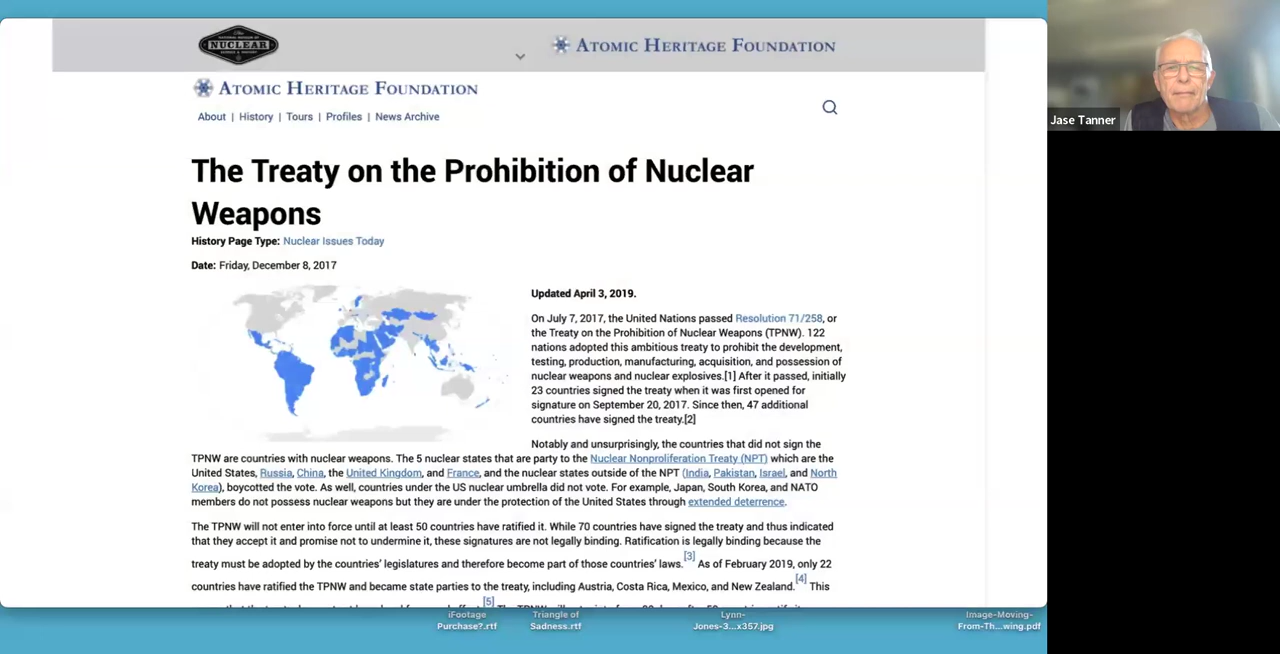 NUCLEAR
ATOMIC HERITAGE FOUNDATION
ATOMIC HERITAGE FOUNDATION
About | History | Tours | Profiles | News Archive
The Treaty on the Prohibition of Nuclear
Weapons
History Page Type: Nuclear Issues Today
Date: Friday, December 8, 2017
Updated April 3, 2019.
On July 7, 2017, the United Nations passed Resolution 71/258, or
the Treaty on the Prohibition of Nuclear Weapons (TPNW). 122
nations adopted this ambitious treaty to prohibit the development,
testing, production, manufacturing, acquisition, and possession of
nuclear weapons and nuclear explosives.[1] After it passed, initially
23 countries signed the treaty when it was first opened for
signature on September 20, 2017. Since then, 47 additional
countries have signed the treaty.[2]
Notably and unsurprisingly, the countries that did not sign the
TPNW are countries with nuclear weapons. The 5 nuclear states that are party to the Nuclear Nonproliferation Treaty (NPT) which are the
United States, Russia, China, the United Kingdom, and France, and the nuclear states outside of the NPT (India, Pakistan, Israel, and North
Korea), boycotted the vote. As well, countries under the US nuclear umbrella did not vote. For example, Japan, South Korea, and NATO
members do not possess nuclear weapons but they are under the protection of the United States through extended deterrence.
The TPNW will not enter into force until at least 50 countries have ratified it. While 70 countries have signed the treaty and thus indicated
that they accept it and promise not to undermine it, these signatures are not legally binding. Ratification is legally binding because the
treaty must be adopted by the countries' legislatures and therefore become part of those countries' laws.[3] As of February 2019, only 22
countries have ratified the TPNW and became state parties to the treaty, including Austria, Costa Rica, Mexico, and New Zealand.[4] This
[5]
iFootage
Purchase?.rtf
Triangle of
Sadness.rtf
Lynn-
Jones-3...x357.jpg
Image-Moving-
From-Th...wing.pdf
Jase Tanner